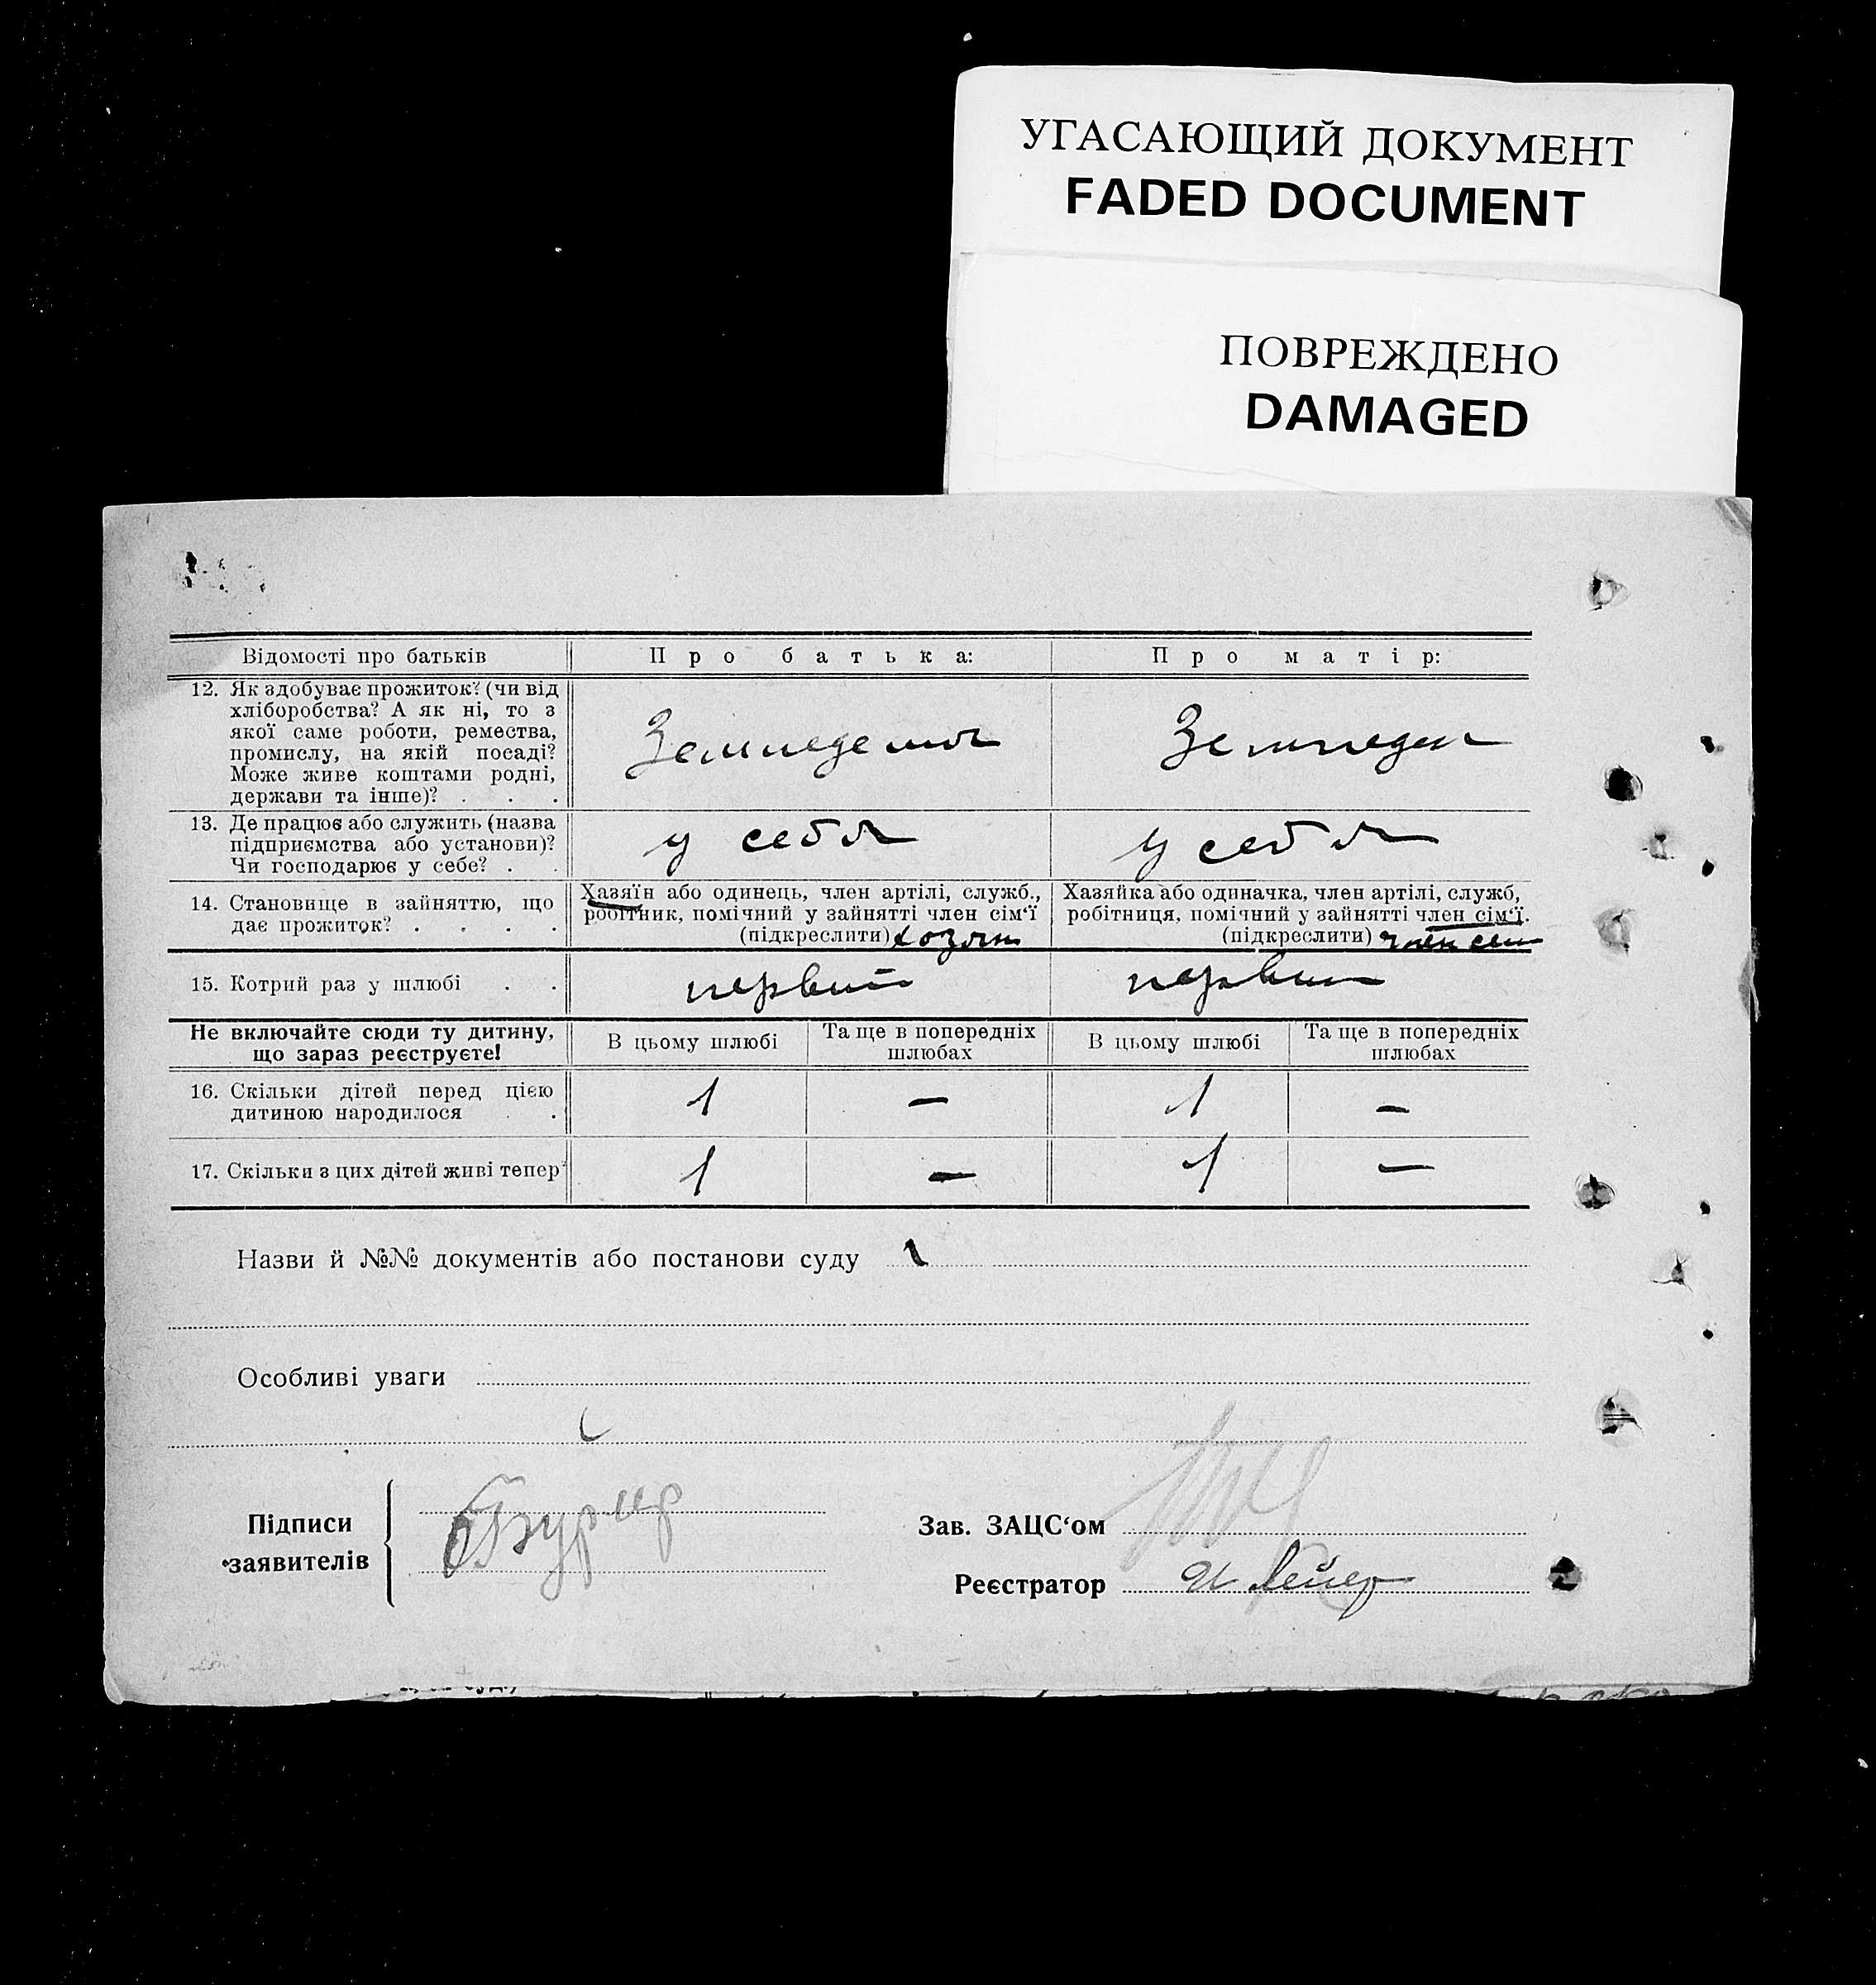 УГАСАЮЩИЙ ДОКУМЕНТ
FADED DOCUMENT
ПОВРЕЖДЕНО
DAMAGED
Відомості про батьків Про батька: Про матір:
12. Як здобуває прожиток? (чи від
хліборобства? А як ні, то з
якої саме роботи, ремества,
промислу, на якій посаді?
Може живе коштами родні,
держави та інше)? . . .
Земледелия Земледел
13. Де працює або служить (назва
підприємства або установи)?
Чи господарює у себе? . .
у себя у себя
14. Становище в зайняттю, що
дає прожиток? . . . .
Хазяїн або одинець, член артілі, служб.,
робітник, помічний у зайнятті член сім‘ї
(підкреслити) хозяин
Хазяйка або одиначка, член артілі, служб,
робітниця, помічний у зайнятті член сім‘ї.
(підкреслити) член сем
15. Котрий раз у шлюбі . . первый первый
Не включайте сюди ту дитину,
що зараз реєструєте!
В цьому шлюбі Та ще в попередніх
шлюбах
В цьому шлюбі Та ще в попередніх
шлюбах
16. Скільки дітей перед цією
дитиною народилося . .
1 — 1 —
17. Скільки з цих дітей живі тепер? 1 — 1 —
Назви й №№ документів або постанови суду
Особливі уваги
Підписи
заявителів
Зав. ЗАЦС‘ом
Реєстратор